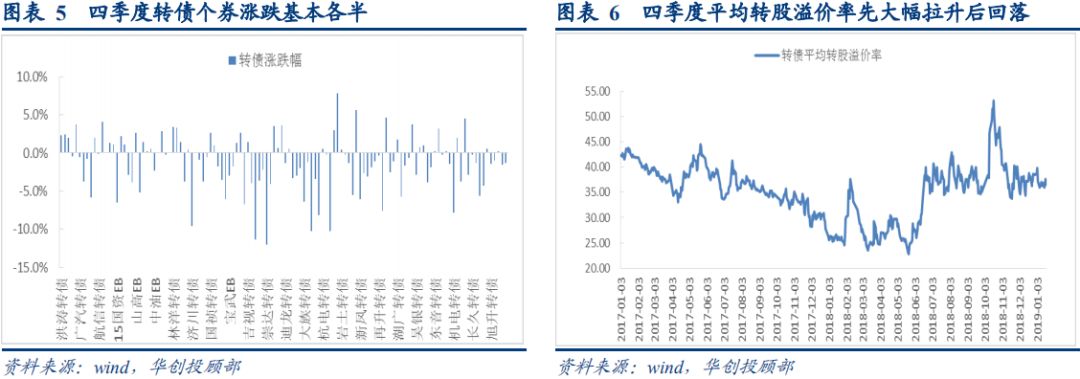 图表 5 四季度转债个券涨跌基本各半
转债涨跌幅
10.0%
5.0%
0.0%
-5.0%
-10.0%
-15.0%
洪涛转债
广汽转债
航信转债
15国资EB
山高EB
中油EB
林洋转债
济川转债
国祯转债
宝武EB
吉视转债
崇达转债
迪龙转债
大族转债
杭电转债
岩土转债
新凤转债
再升转债
湖广转债
吴银转债
东音转债
机电转债
长久转债
旭升转债
资料来源：wind，华创投顾部
图表 6 四季度平均转股溢价率先大幅拉升后回落
转债平均转股溢价率
55.00
50.00
45.00
40.00
35.00
30.00
25.00
20.00
2017-01-03
2017-02-03
2017-03-03
2017-04-03
2017-05-03
2017-06-03
2017-07-03
2017-08-03
2017-09-03
2017-10-03
2017-11-03
2017-12-03
2018-01-03
2018-02-03
2018-03-03
2018-04-03
2018-05-03
2018-06-03
2018-07-03
2018-08-03
2018-09-03
2018-10-03
2018-11-03
2018-12-03
2019-01-03
资料来源：wind，华创投顾部